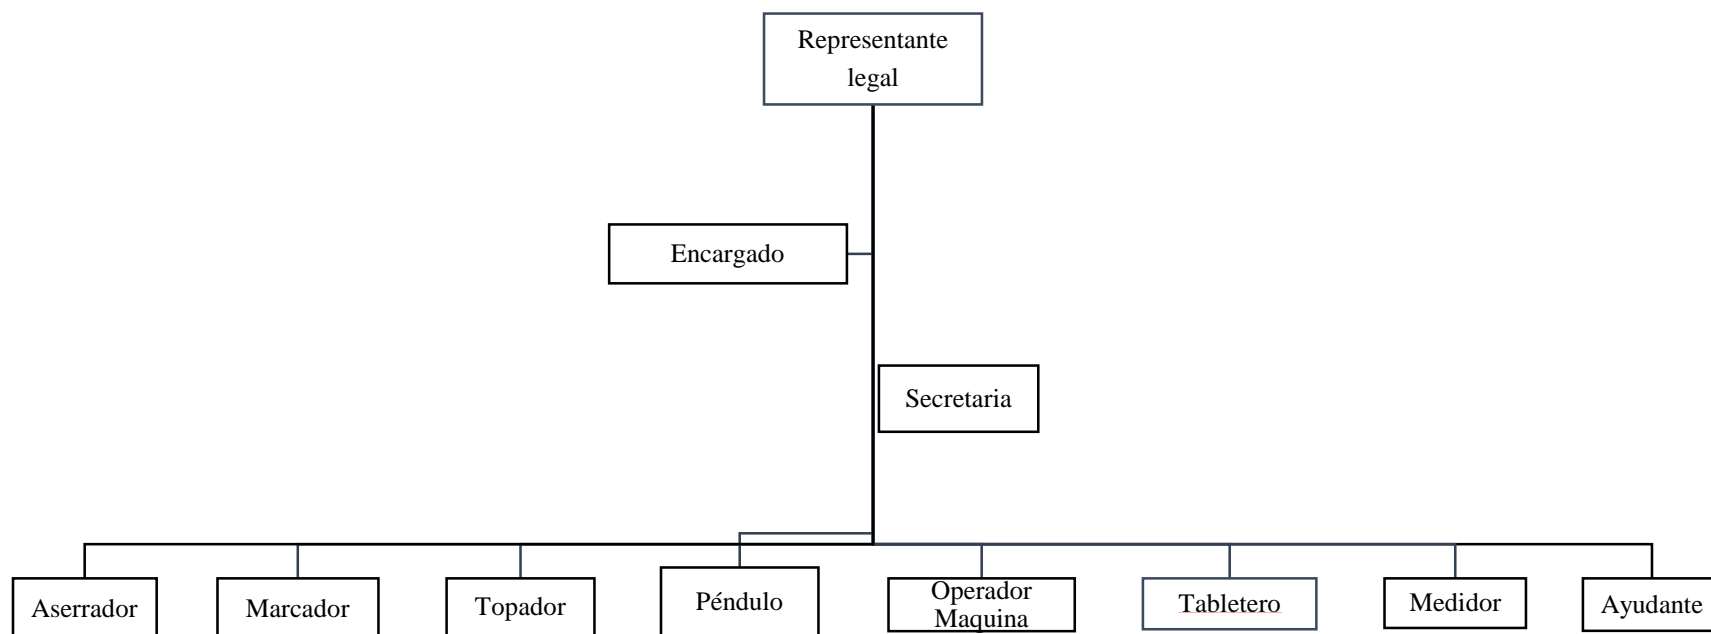 Representante
legal
Encargado
Secretaria
Aserrador
Marcador
Topador
Péndulo
Operador
Maquina
Tabletero
Medidor
Ayudante